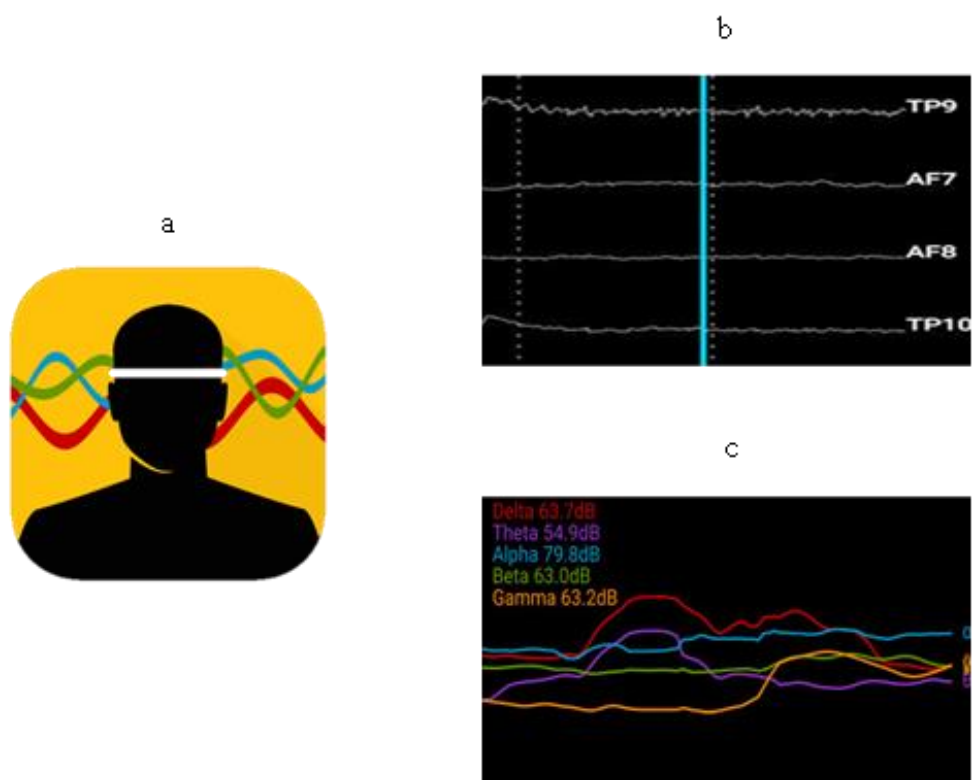 a
b
TP9
AF7
AF8
TP10
c
Delta 63.7dB
Theta 54.9dB
Alpha 79.8dB
Beta 63.0dB
Gamma 63.2dB